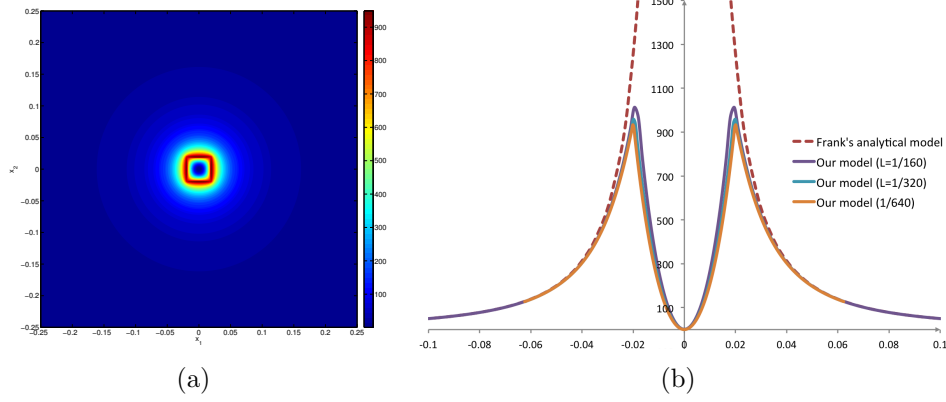 0.25
0.2
0.15
0.1
0.05
0
−0.05
−0.1
−0.15
−0.2
−0.25
x₂
−0.25 −0.2 −0.15 −0.1 −0.05 0 0.05 0.1 0.15 0.2 0.25
x₁
900
800
700
600
500
400
300
200
100
(a)
1500
1300
1100
900
700
500
300
100
-0.1 -0.08 -0.06 -0.04 -0.02 0 0.02 0.04 0.06 0.08 0.1
Frank's analytical model
Our model (L=1/160)
Our model (L=1/320)
Our model (1/640)
(b)